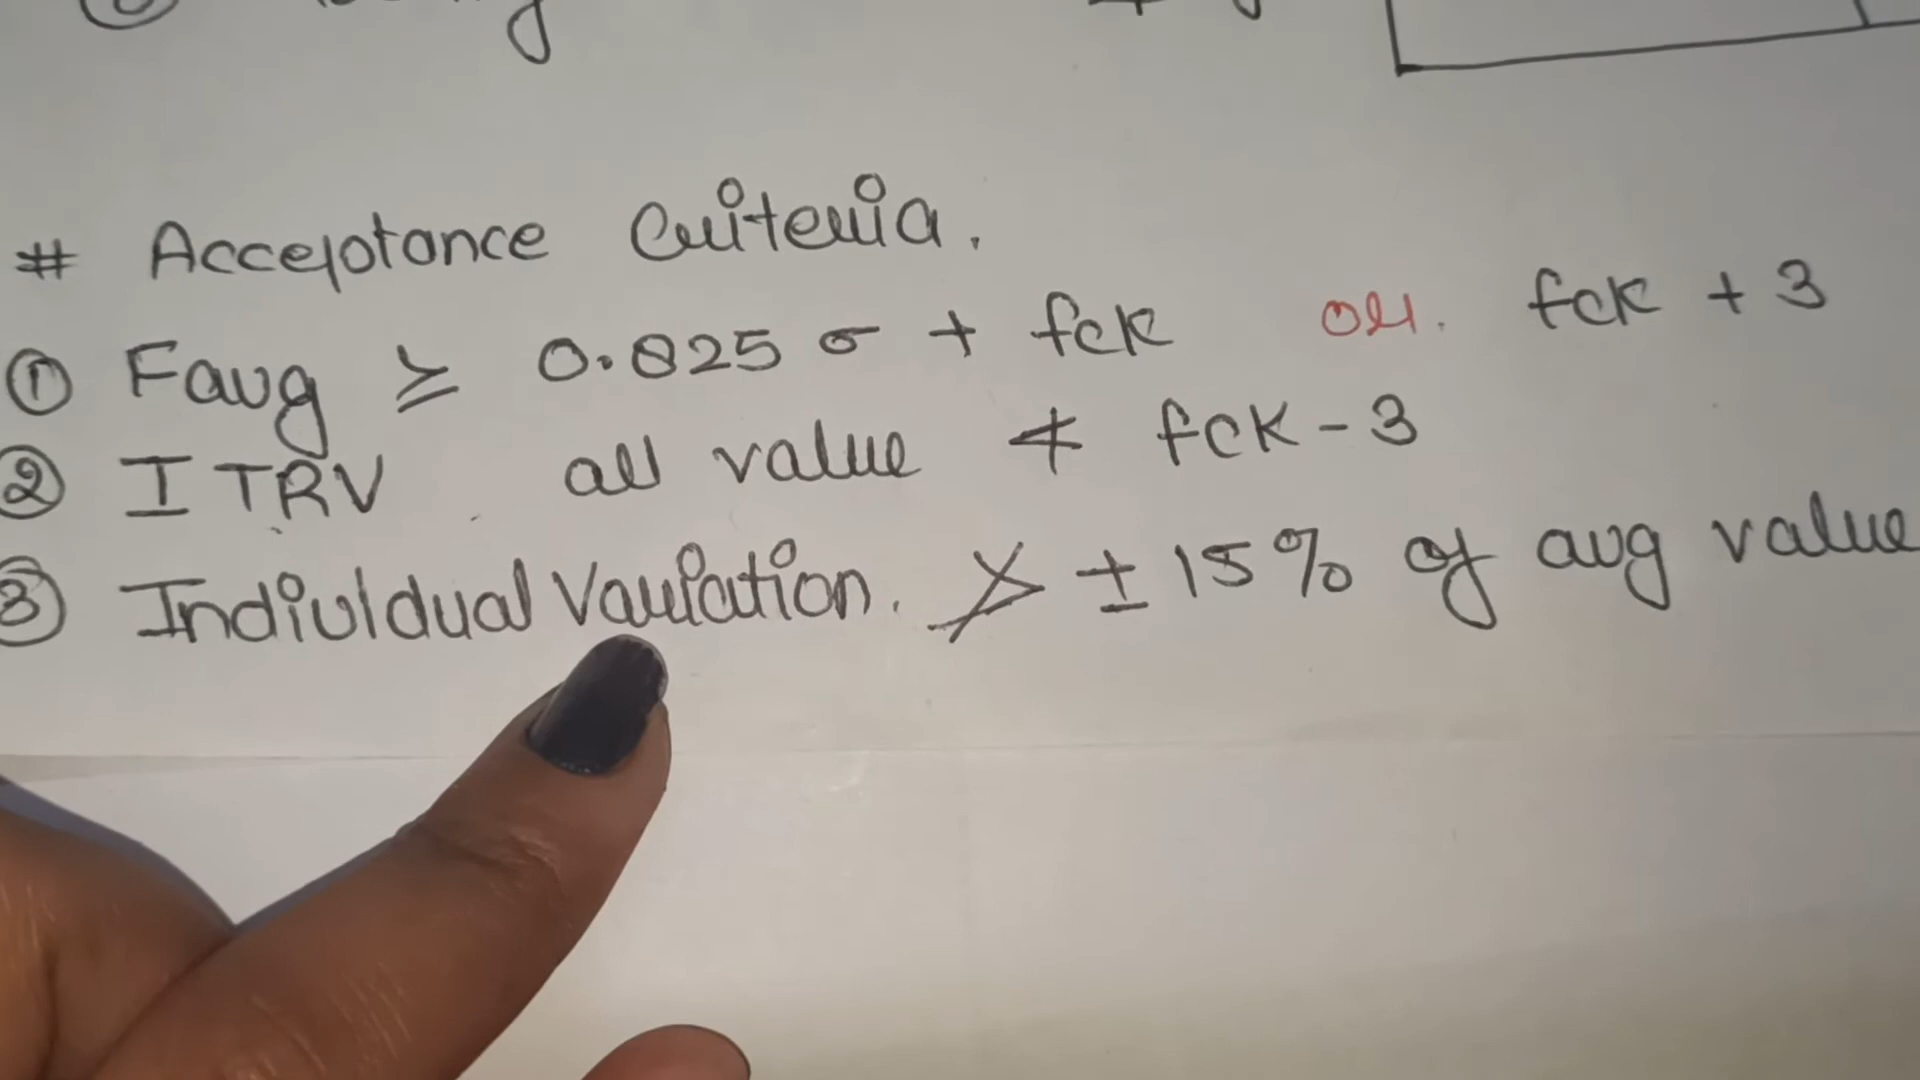 # Acceptance Criteria.
① Favg ≥ 0.825 σ + fck or. fck + 3
② ITRV all value ≮ fck - 3
③ Individual Variation. ≯ ± 15% of avg value